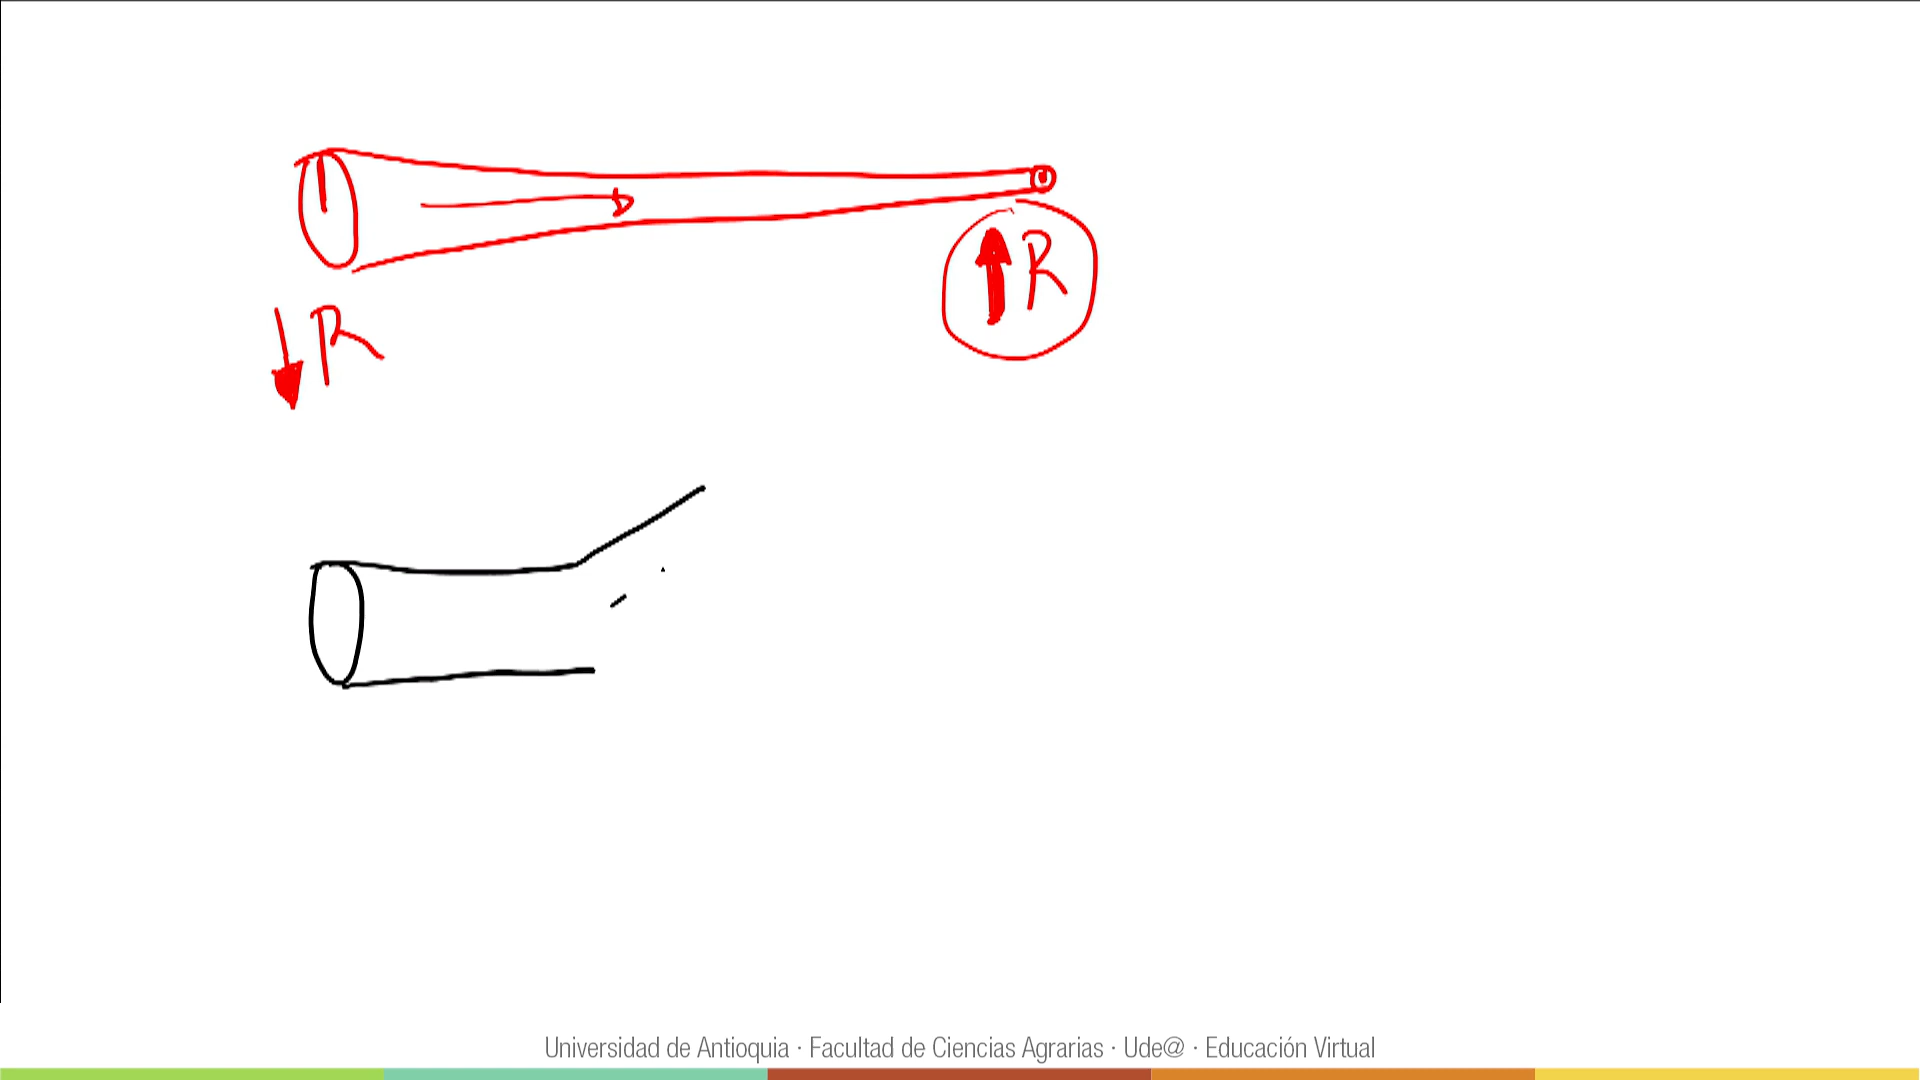 ↑R
↓R
Universidad de Antioquia · Facultad de Ciencias Agrarias · Ude@ · Educación Virtual